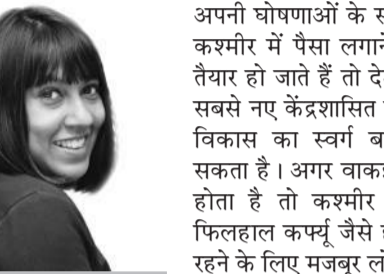 अपनी घोषणाओं के
कश्मीर में पैसा लगाने
तैयार हो जाते हैं तो
सबसे नए केंद्रशासित
विकास का स्वर्ग
सकता है। अगर
होता है तो कश्मीर
फिलहाल कर्फ्यू जैसे
रहने के लिए मजबूर